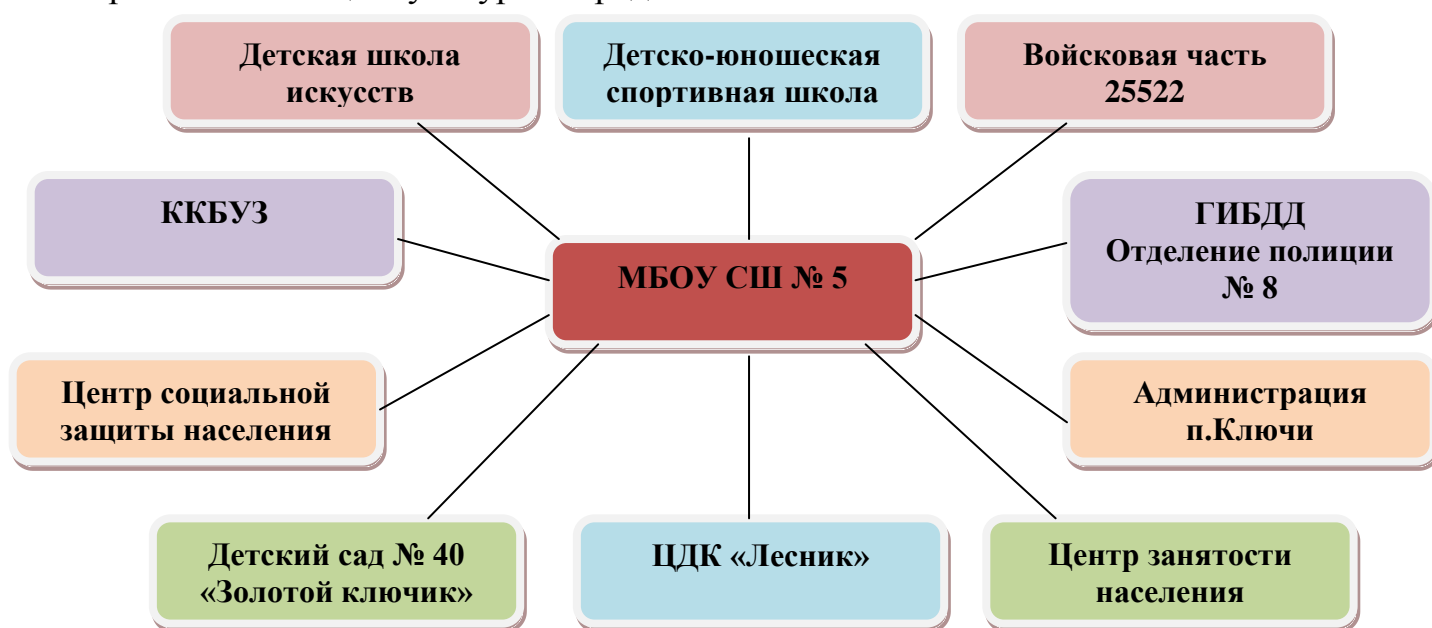 Детская школа
искусств
Детско-юношеская
спортивная школа
Войсковая часть
25522
ККБУЗ
ГИБДД
Отделение полиции
№ 8
МБОУ СШ № 5
Центр социальной
защиты населения
Администрация
п.Ключи
Детский сад № 40
«Золотой ключик»
ЦДК «Лесник»
Центр занятости
населения